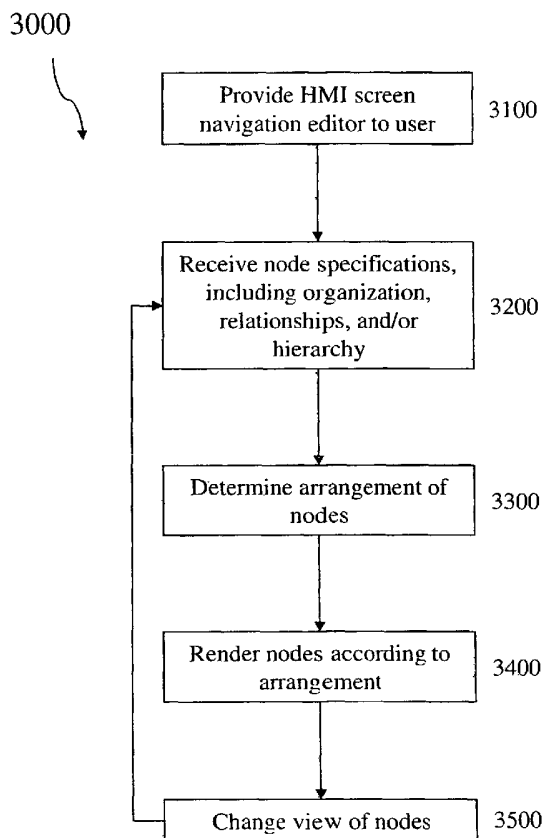 3000
Provide HMI screen
navigation editor to user
3100
Receive node specifications,
including organization,
relationships, and/or
hierarchy
3200
Determine arrangement of
nodes
3300
Render nodes according to
arrangement
3400
Change view of nodes
3500